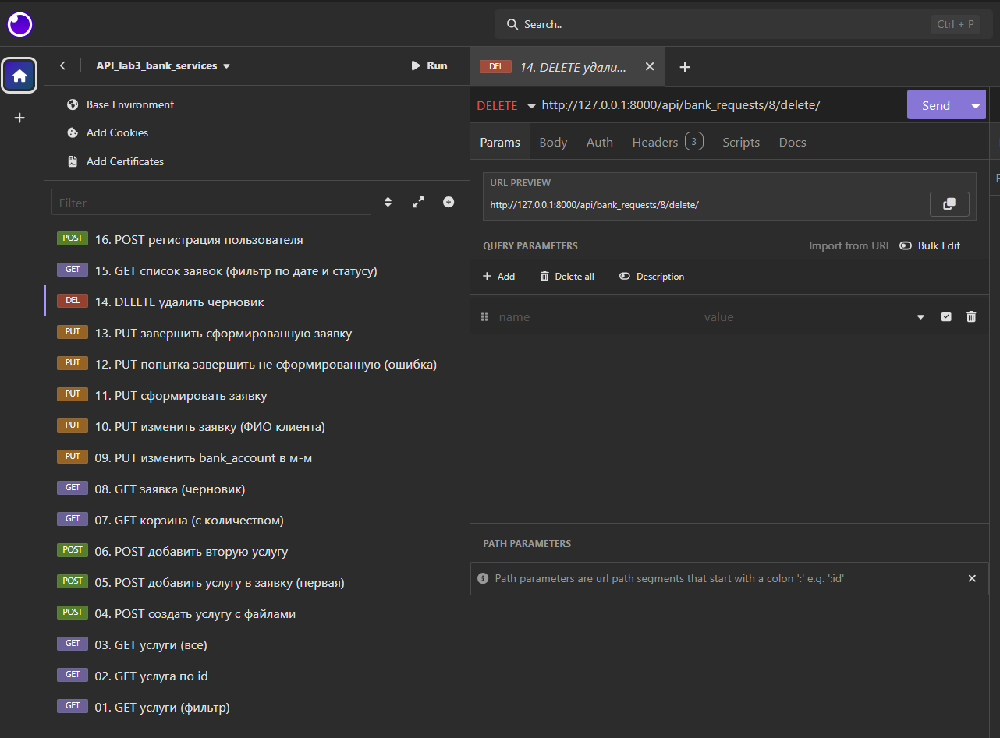 Search..
Ctrl + P
API_lab3_bank_services
Run
Base Environment
Add Cookies
Add Certificates
Filter
POST 16. POST регистрация пользователя
GET 15. GET список заявок (фильтр по дате и статусу)
DEL 14. DELETE удалить черновик
PUT 13. PUT завершить сформированную заявку
PUT 12. PUT попытка завершить не сформированную (ошибка)
PUT 11. PUT сформировать заявку
PUT 10. PUT изменить заявку (ФИО клиента)
PUT 09. PUT изменить bank_account в м-м
GET 08. GET заявка (черновик)
GET 07. GET корзина (с количеством)
POST 06. POST добавить вторую услугу
POST 05. POST добавить услугу в заявку (первая)
POST 04. POST создать услугу с файлами
GET 03. GET услуги (все)
GET 02. GET услуга по id
GET 01. GET услуги (фильтр)
DEL 14. DELETE удали...
DELETE http://127.0.0.1:8000/api/bank_requests/8/delete/
Send
Params Body Auth Headers 3 Scripts Docs
URL PREVIEW
http://127.0.0.1:8000/api/bank_requests/8/delete/
QUERY PARAMETERS
Import from URL Bulk Edit
Add Delete all Description
name value
PATH PARAMETERS
Path parameters are url path segments that start with a colon ':' e.g. ':id'